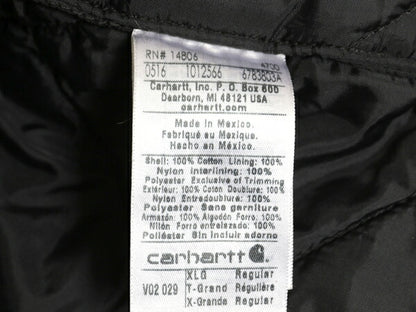 RN# 14806 4700
0516 1012566 6783803A
Carhartt, Inc. P.O. Box 600
Dearborn, MI 48121 USA
carhartt.com
Made in Mexico.
Fabriqué au Mexique.
Hecho en México.
Shell: 100% Cotton Lining: 100%
Nylon Interlining: 100%
Polyester Exclusive of Trimming
Extérieur: 100% Coton Doublure: 100%
Nylon Entredoublure: 100%
Polyester Sans garniture
Armazón: 100% Algodón Forro: 100%
Nilón Forro entrelazado: 100%
Poliéster Sin incluir adorno
carhartt
XLG Regular
V02 029 T-Grand Régulière
X-Grande Regular